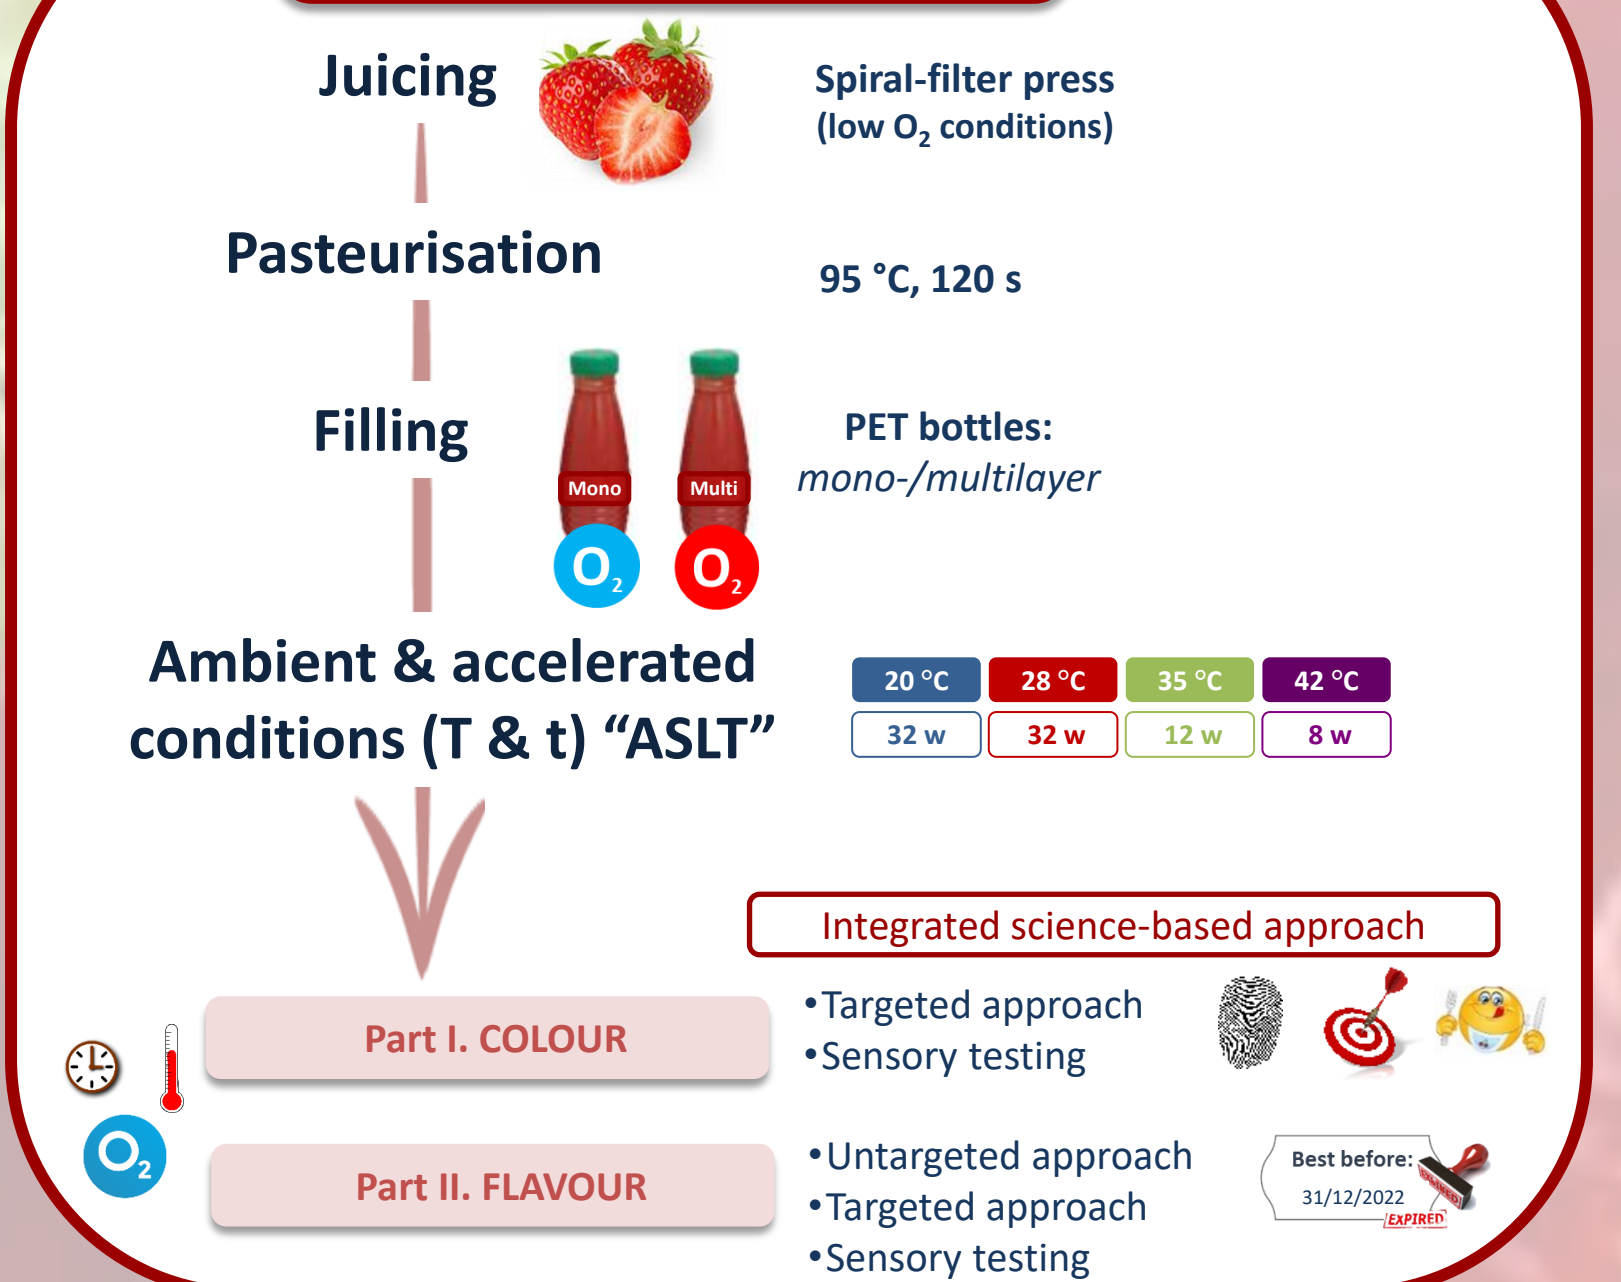 Juicing
Spiral-filter press
(low O₂ conditions)
Pasteurisation
95 °C, 120 s
Filling
Mono
Multi
O₂
O₂
PET bottles:
mono-/multilayer
Ambient & accelerated
conditions (T & t) “ASLT”
20 °C
28 °C
35 °C
42 °C
32 w
32 w
12 w
8 w
Integrated science-based approach
Part I. COLOUR
•Targeted approach
•Sensory testing
O₂
Part II. FLAVOUR
•Untargeted approach
•Targeted approach
•Sensory testing
Best before:
31/12/2022
EXPIRED
EXPIRED